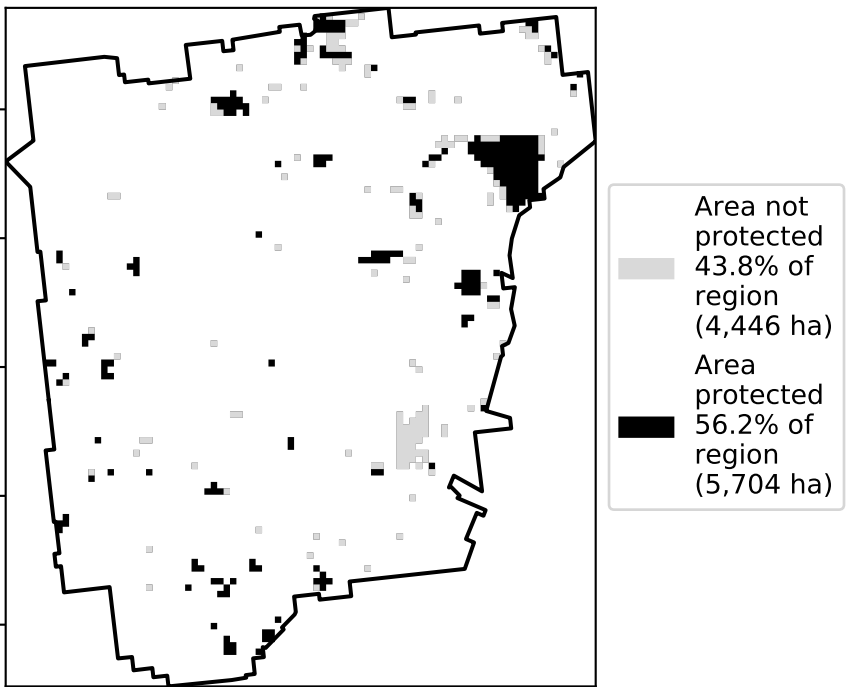 Area not
protected
43.8% of
region
(4,446 ha)
Area
protected
56.2% of
region
(5,704 ha)